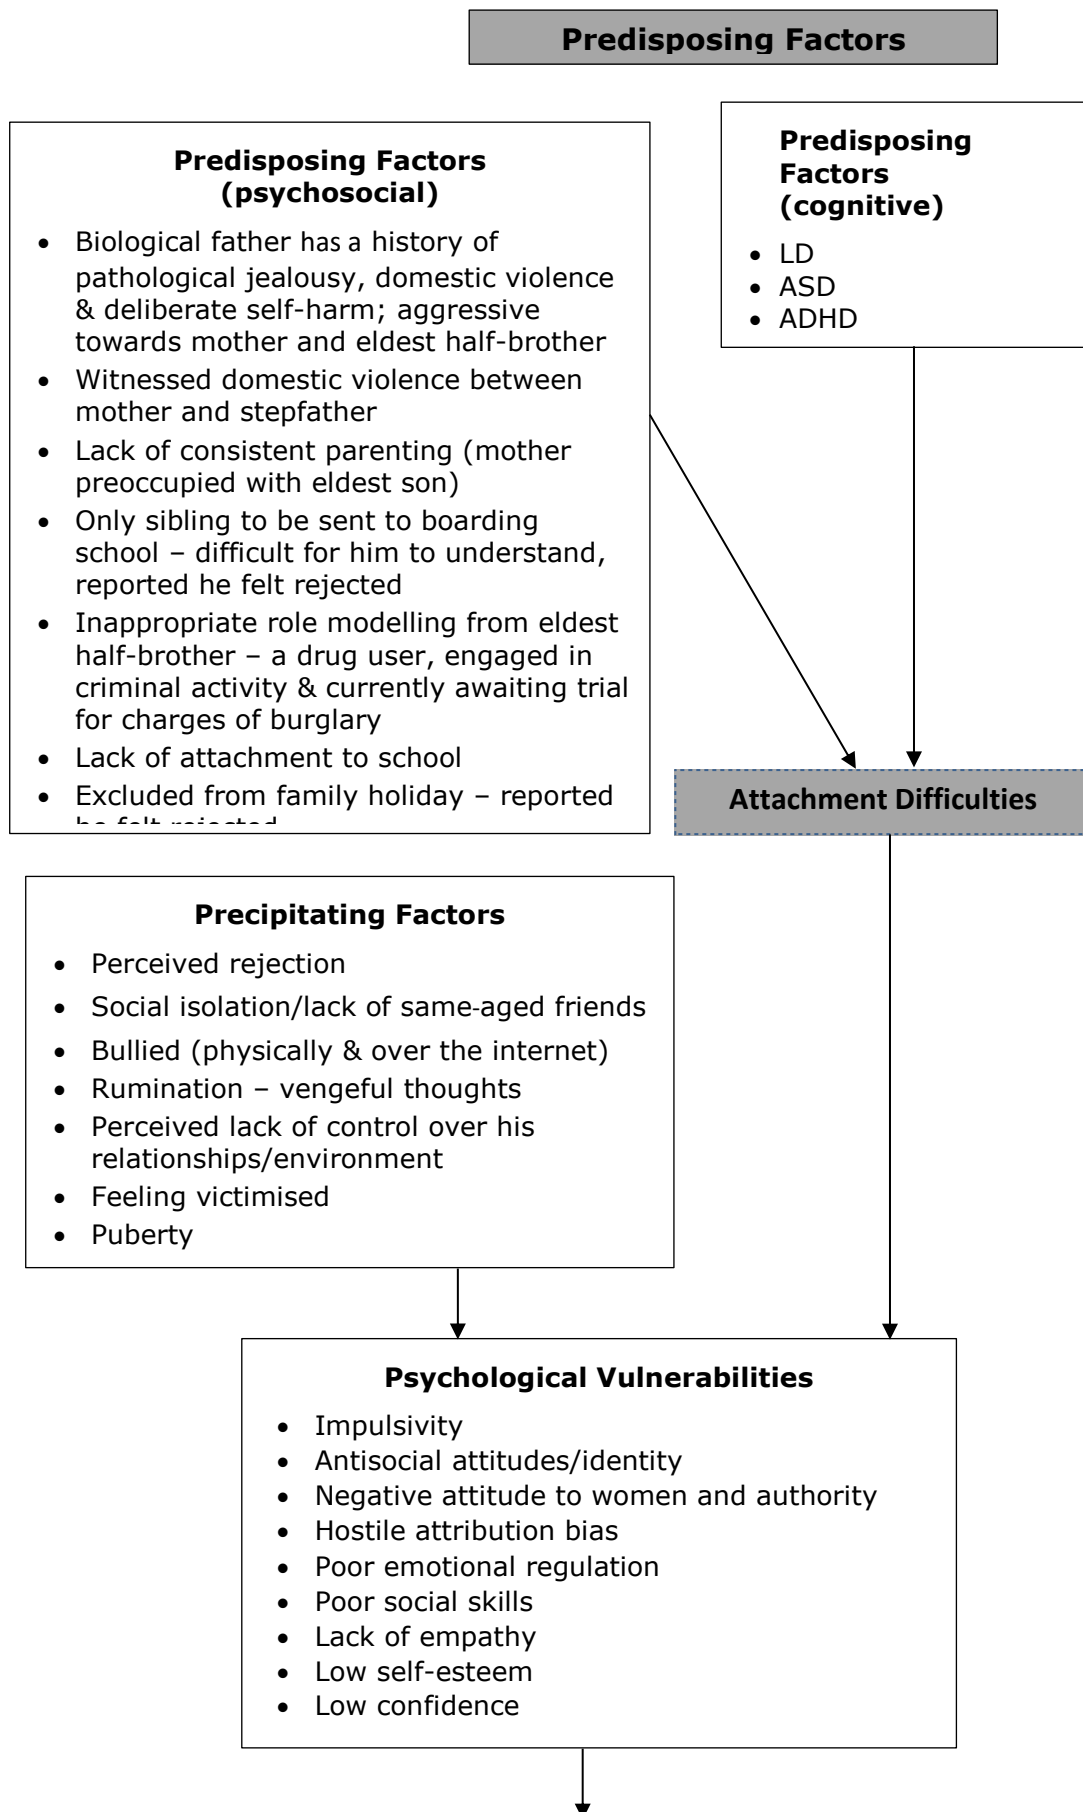 Predisposing Factors
Predisposing
Factors
(cognitive)
• LD
• ASD
• ADHD
Predisposing Factors
(psychosocial)
• Biological father has a history of
pathological jealousy, domestic violence
& deliberate self-harm; aggressive
towards mother and eldest half-brother
• Witnessed domestic violence between
mother and stepfather
• Lack of consistent parenting (mother
preoccupied with eldest son)
• Only sibling to be sent to boarding
school – difficult for him to understand,
reported he felt rejected
• Inappropriate role modelling from eldest
half-brother – a drug user, engaged in
criminal activity & currently awaiting trial
for charges of burglary
• Lack of attachment to school
• Excluded from family holiday – reported
he felt rejected
Attachment Difficulties
Precipitating Factors
• Perceived rejection
• Social isolation/lack of same-aged friends
• Bullied (physically & over the internet)
• Rumination – vengeful thoughts
• Perceived lack of control over his
relationships/environment
• Feeling victimised
• Puberty
Psychological Vulnerabilities
• Impulsivity
• Antisocial attitudes/identity
• Negative attitude to women and authority
• Hostile attribution bias
• Poor emotional regulation
• Poor social skills
• Lack of empathy
• Low self-esteem
• Low confidence